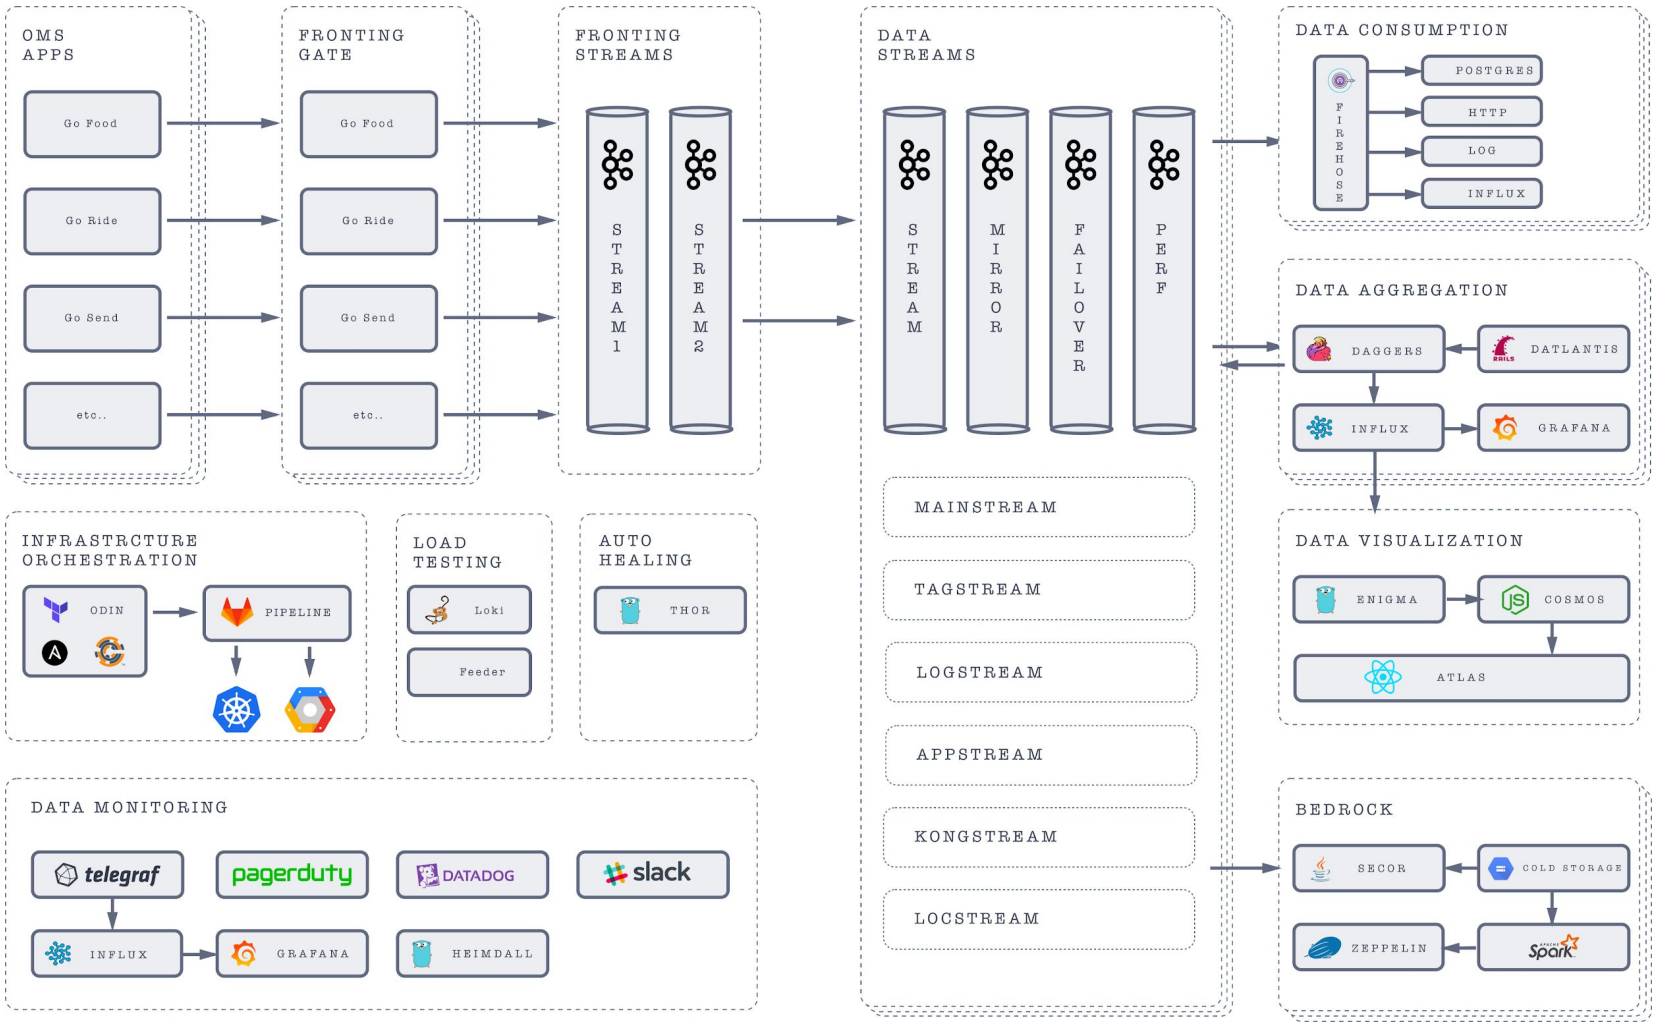 OMS
APPS
Go Food
Go Ride
Go Send
etc..
FRONTING
GATE
Go Food
Go Ride
Go Send
etc..
FRONTING
STREAMS
STREAM1
STREAM2
DATA
STREAMS
STREAM
MIRROR
FAILOVER
PERF
MAINSTREAM
TAGSTREAM
LOGSTREAM
APPSTREAM
KONGSTREAM
LOCSTREAM
DATA CONSUMPTION
FIREHOSE
POSTGRES
HTTP
LOG
INFLUX
DATA AGGREGATION
DAGGERS
RAILS
DATLANTIS
INFLUX
GRAFANA
DATA VISUALIZATION
ENIGMA
JS
COSMOS
ATLAS
BEDROCK
SECOR
COLD STORAGE
ZEPPELIN
APACHE
Spark
INFRASTRCTURE
ORCHESTRATION
ODIN
A
PIPELINE
LOAD
TESTING
Loki
Feeder
AUTO
HEALING
THOR
DATA MONITORING
telegraf
pagerduty
DATADOG
slack
INFLUX
GRAFANA
HEIMDALL